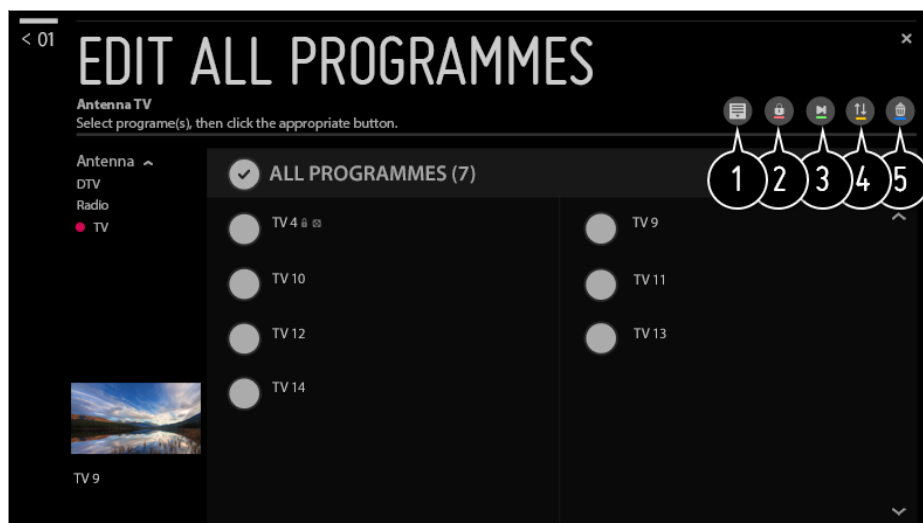 < 01
EDIT ALL PROGRAMMES
×
Antenna TV
Select programe(s), then click the appropriate button.
1 2 3 4 5
Antenna
DTV
Radio
TV
ALL PROGRAMMES (7)
TV 4
TV 9
TV 10
TV 11
TV 12
TV 13
TV 14
TV 9